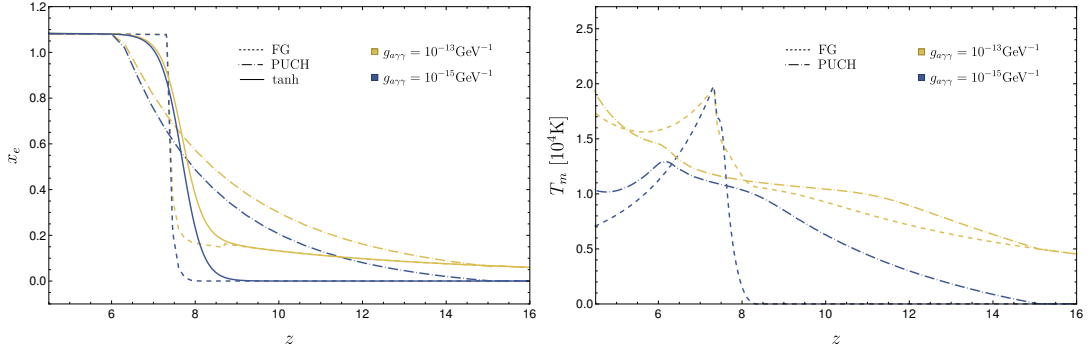 1.2
1.0
0.8
0.6
0.4
0.2
0.0
x_e
FG
PUCH
tanh
g_{aγγ} = 10^{-13}GeV^{-1}
g_{aγγ} = 10^{-15}GeV^{-1}
6 8 10 12 14 16
z
2.5
2.0
1.5
1.0
0.5
0.0
T_m [10^4K]
FG
PUCH
g_{aγγ} = 10^{-13}GeV^{-1}
g_{aγγ} = 10^{-15}GeV^{-1}
6 8 10 12 14 16
z